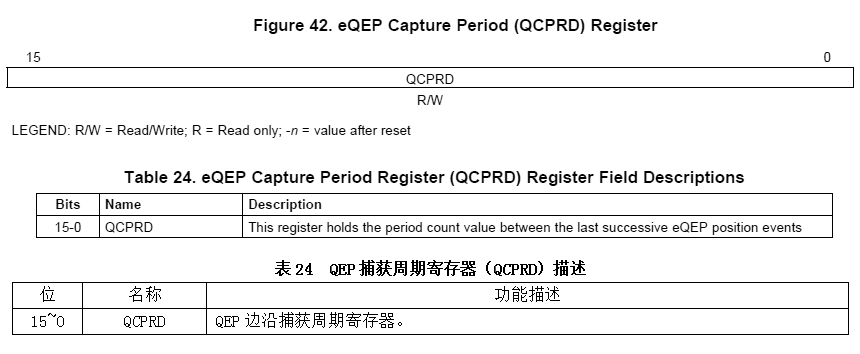 Figure 42. eQEP Capture Period (QCPRD) Register
15 0
QCPRD
R/W
LEGEND: R/W = Read/Write; R = Read only; -n = value after reset
Table 24. eQEP Capture Period Register (QCPRD) Register Field Descriptions
Bits Name Description
15-0 QCPRD This register holds the period count value between the last successive eQEP position events
表 24 QEP 捕获周期寄存器（QCPRD）描述
位 名称 功能描述
15~0 QCPRD QEP 边沿捕获周期寄存器。